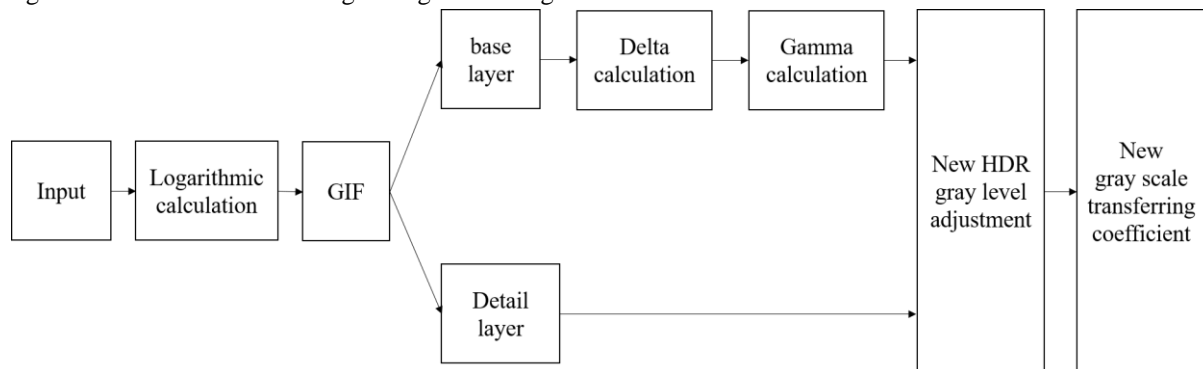 base
layer
Delta
calculation
Gamma
calculation
Input
Logarithmic
calculation
GIF
New HDR
gray level
adjustment
New
gray scale
transferring
coefficient
Detail
layer